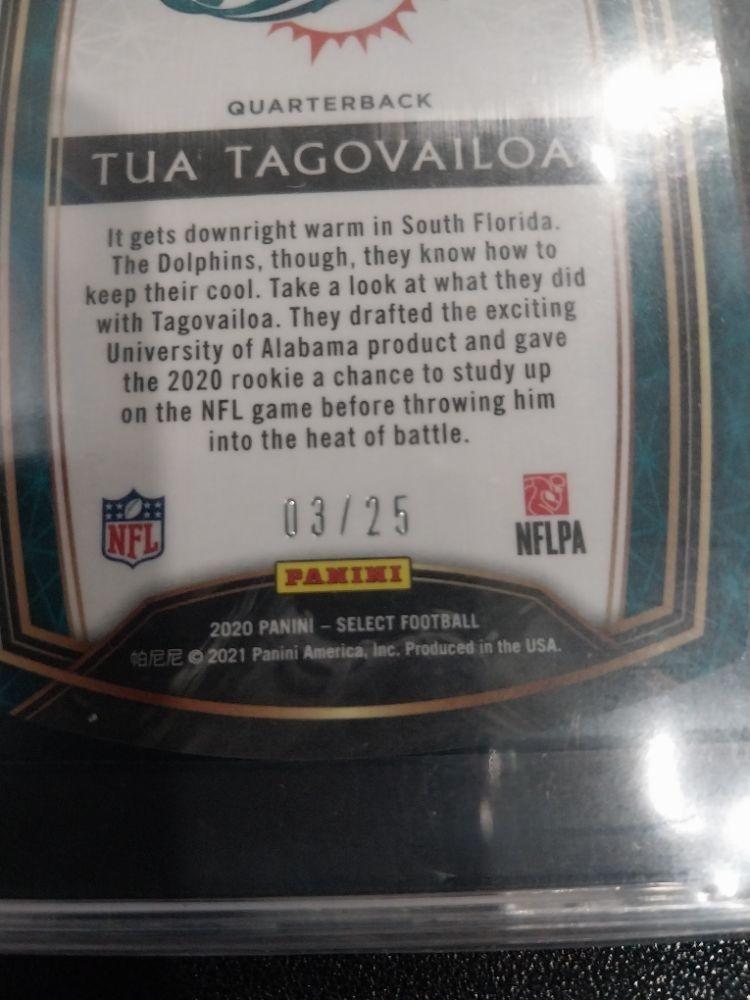 QUARTERBACK
TUA TAGOVAILOA
It gets downright warm in South Florida.
The Dolphins, though, they know how to
keep their cool. Take a look at what they did
with Tagovailoa. They drafted the exciting
University of Alabama product and gave
the 2020 rookie a chance to study up
on the NFL game before throwing him
into the heat of battle.
NFL
03/25
NFLPA
PANINI
2020 PANINI – SELECT FOOTBALL
帕尼尼 © 2021 Panini America, Inc. Produced in the USA.